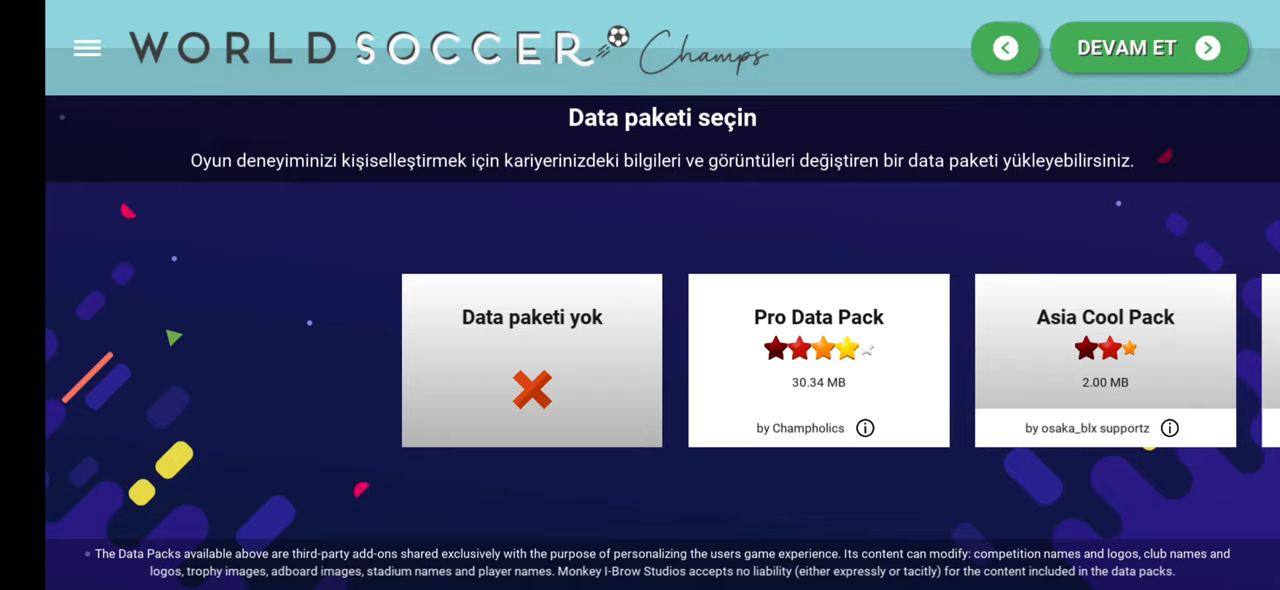 WORLD SOCCER Champs
DEVAM ET
Data paketi seçin
Oyun deneyiminizi kişiselleştirmek için kariyerinizdeki bilgileri ve görüntüleri değiştiren bir data paketi yükleyebilirsiniz.
Data paketi yok
Pro Data Pack
30.34 MB
by Champholics
Asia Cool Pack
2.00 MB
by osaka_blx supportz
The Data Packs available above are third-party add-ons shared exclusively with the purpose of personalizing the users game experience. Its content can modify: competition names and logos, club names and
logos, trophy images, adboard images, stadium names and player names. Monkey I-Brow Studios accepts no liability (either expressly or tacitly) for the content included in the data packs.